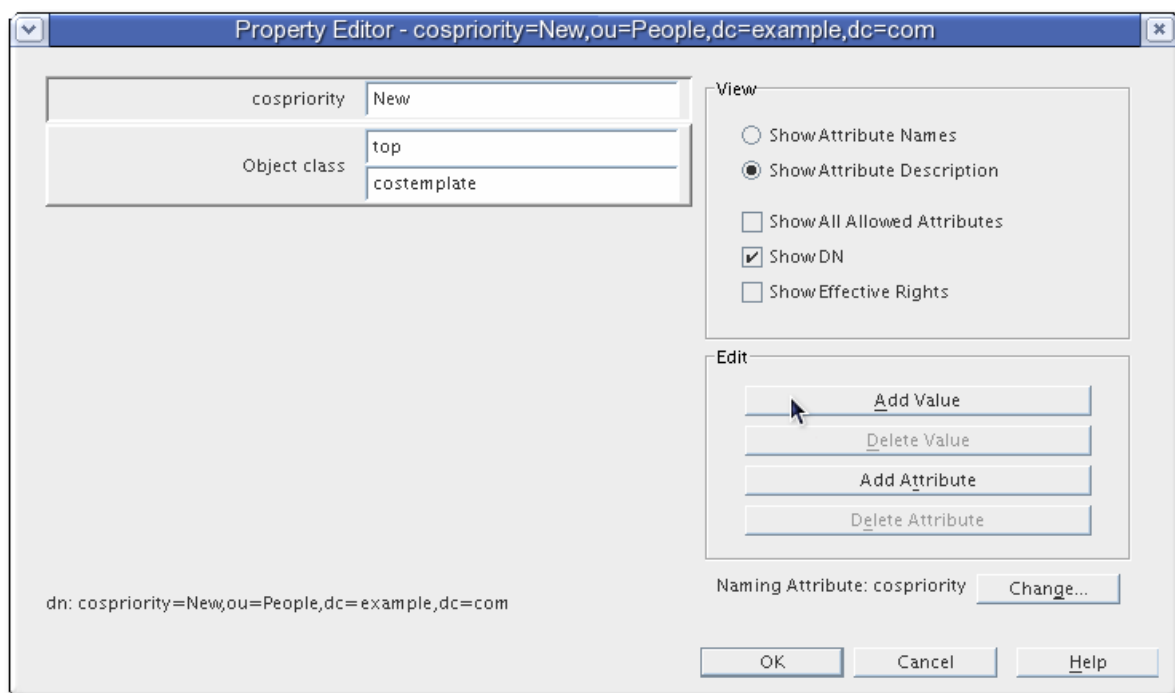 Property Editor - cospriority=New,ou=People,dc=example,dc=com
cospriority
New
Object class
top
costemplate
View
Show Attribute Names
Show Attribute Description
Show All Allowed Attributes
Show DN
Show Effective Rights
Edit
Add Value
Delete Value
Add Attribute
Delete Attribute
Naming Attribute: cospriority
Change...
dn: cospriority=New,ou=People,dc=example,dc=com
OK
Cancel
Help